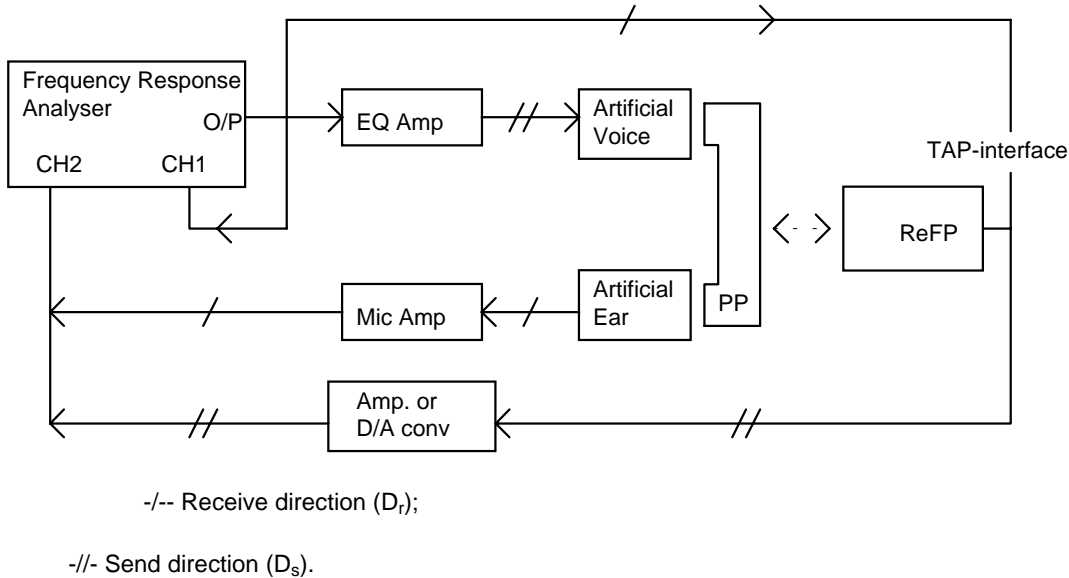 Frequency Response
Analyser
O/P
CH2
CH1
EQ Amp
Artificial
Voice
TAP-interface
ReFP
PP
Mic Amp
Artificial
Ear
Amp. or
D/A conv
-/-- Receive direction (Dr);
-//- Send direction (Ds).